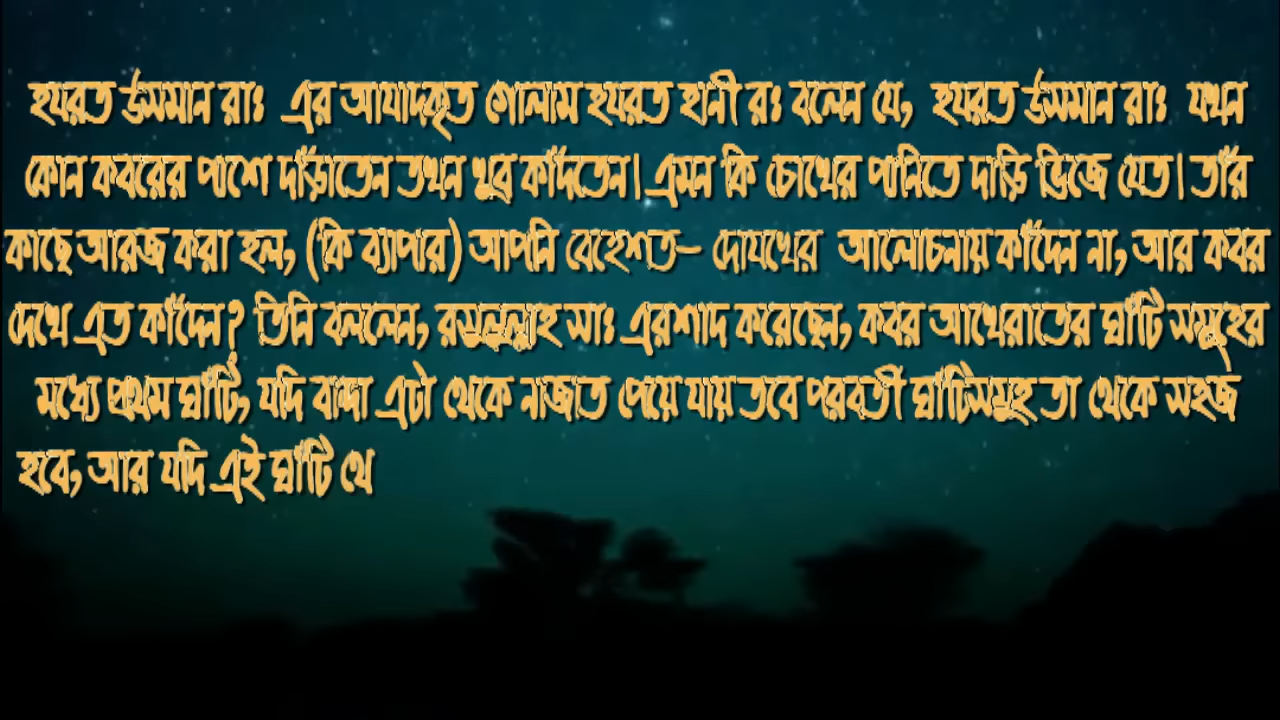 হযরত উসমান রাঃ এর আযাদকৃত গোলাম হযরত হানী রঃ বলেন যে, হযরত উসমান রাঃ যখন
কোন কবরের পাশে দাঁড়াতেন তখন খুব কাঁদতেন। এমন কি চোখের পানিতে দাড়ি ভিজে যেত। তাঁর
কাছে আরজ করা হল, (কি ব্যাপার) আপনি বেহেশত- দোযখের আলোচনায় কাঁদেন না, আর কবর
দেখে এত কাঁদেন? তিনি বললেন, রসূলুল্লাহ সাঃ এরশাদ করেছেন, কবর আখেরাতের ঘাঁটি সমূহের
মধ্যে প্রথম ঘাঁটি, যদি বান্দা এটা থেকে নাজাত পেয়ে যায় তবে পরবর্তী ঘাঁটিসমূহ তা থেকে সহজ
হবে, আর যদি এই ঘাঁটি থে